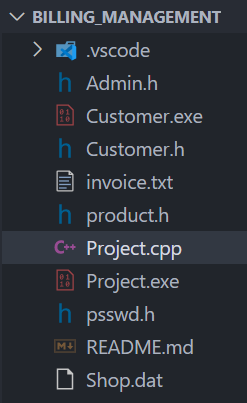 BILLING_MANAGEMENT
.vscode
h Admin.h
Customer.exe
h Customer.h
invoice.txt
h product.h
C++ Project.cpp
Project.exe
h psswd.h
README.md
Shop.dat